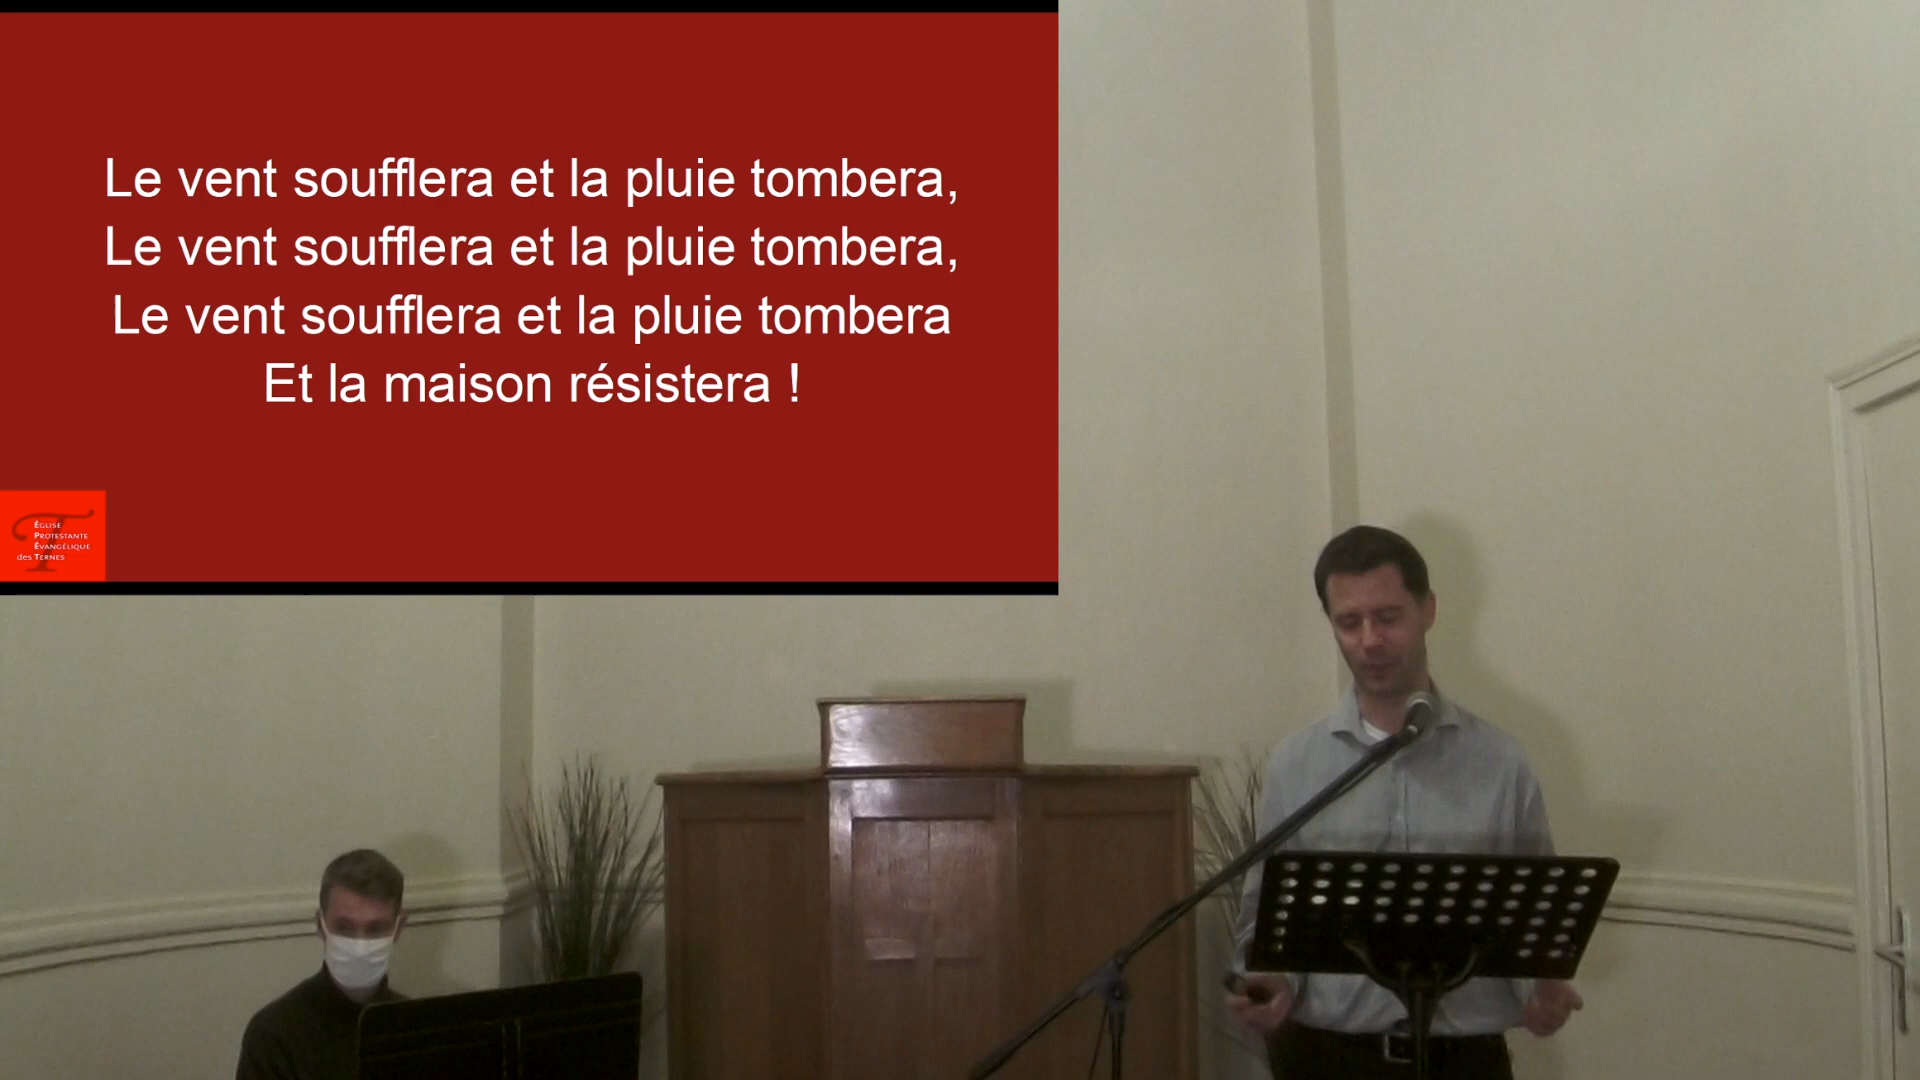 Le vent soufflera et la pluie tombera,
Le vent soufflera et la pluie tombera,
Le vent soufflera et la pluie tombera
Et la maison résistera !
ÉGLISE
PROTESTANTE
ÉVANGÉLIQUE
des TERNES